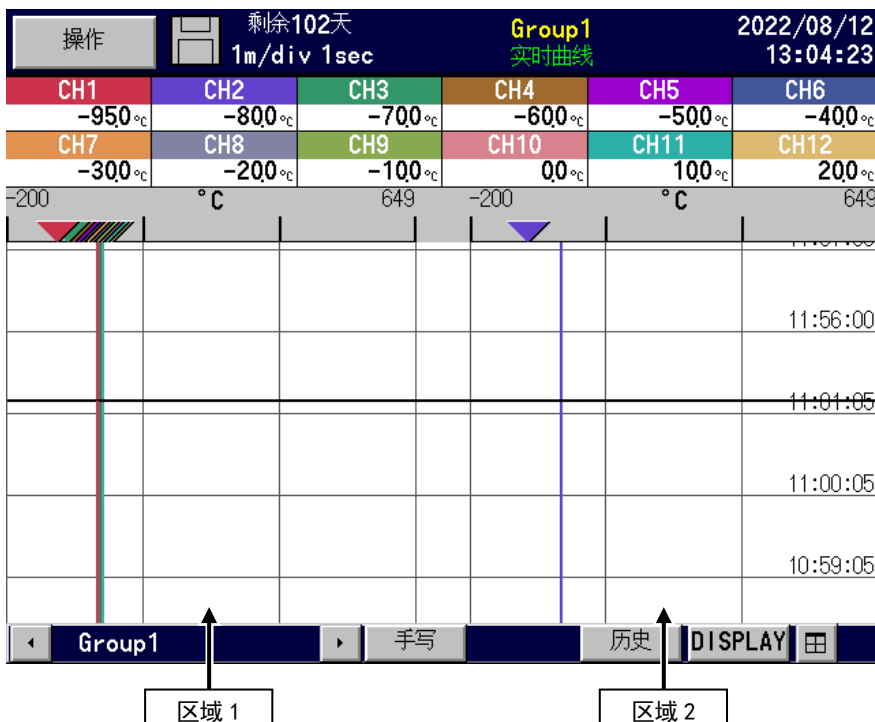 操作
剩余102天
1m/div 1sec
Group1
实时曲线
2022/08/12
13:04:23
CH1 CH2 CH3 CH4 CH5 CH6
-95.0 °C -80.0 °C -70.0 °C -60.0 °C -50.0 °C -40.0 °C
CH7 CH8 CH9 CH10 CH11 CH12
-30.0 °C -20.0 °C -10.0 °C 0.0 °C 10.0 °C 20.0 °C
-200 °C 649 -200 °C 649
11:56:00
11:01:05
11:00:05
10:59:05
Group1 手写 历史 DISPLAY
区域 1 区域 2